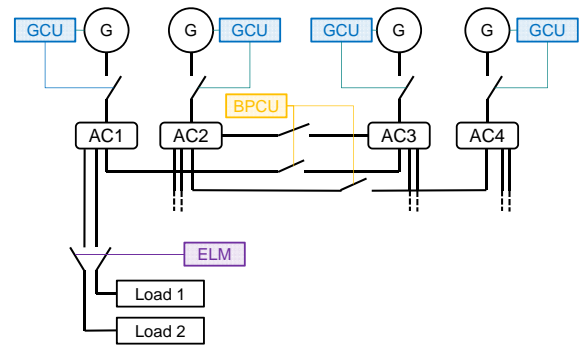 GCU G G GCU GCU G G GCU
BPCU
AC1 AC2 AC3 AC4
ELM
Load 1
Load 2